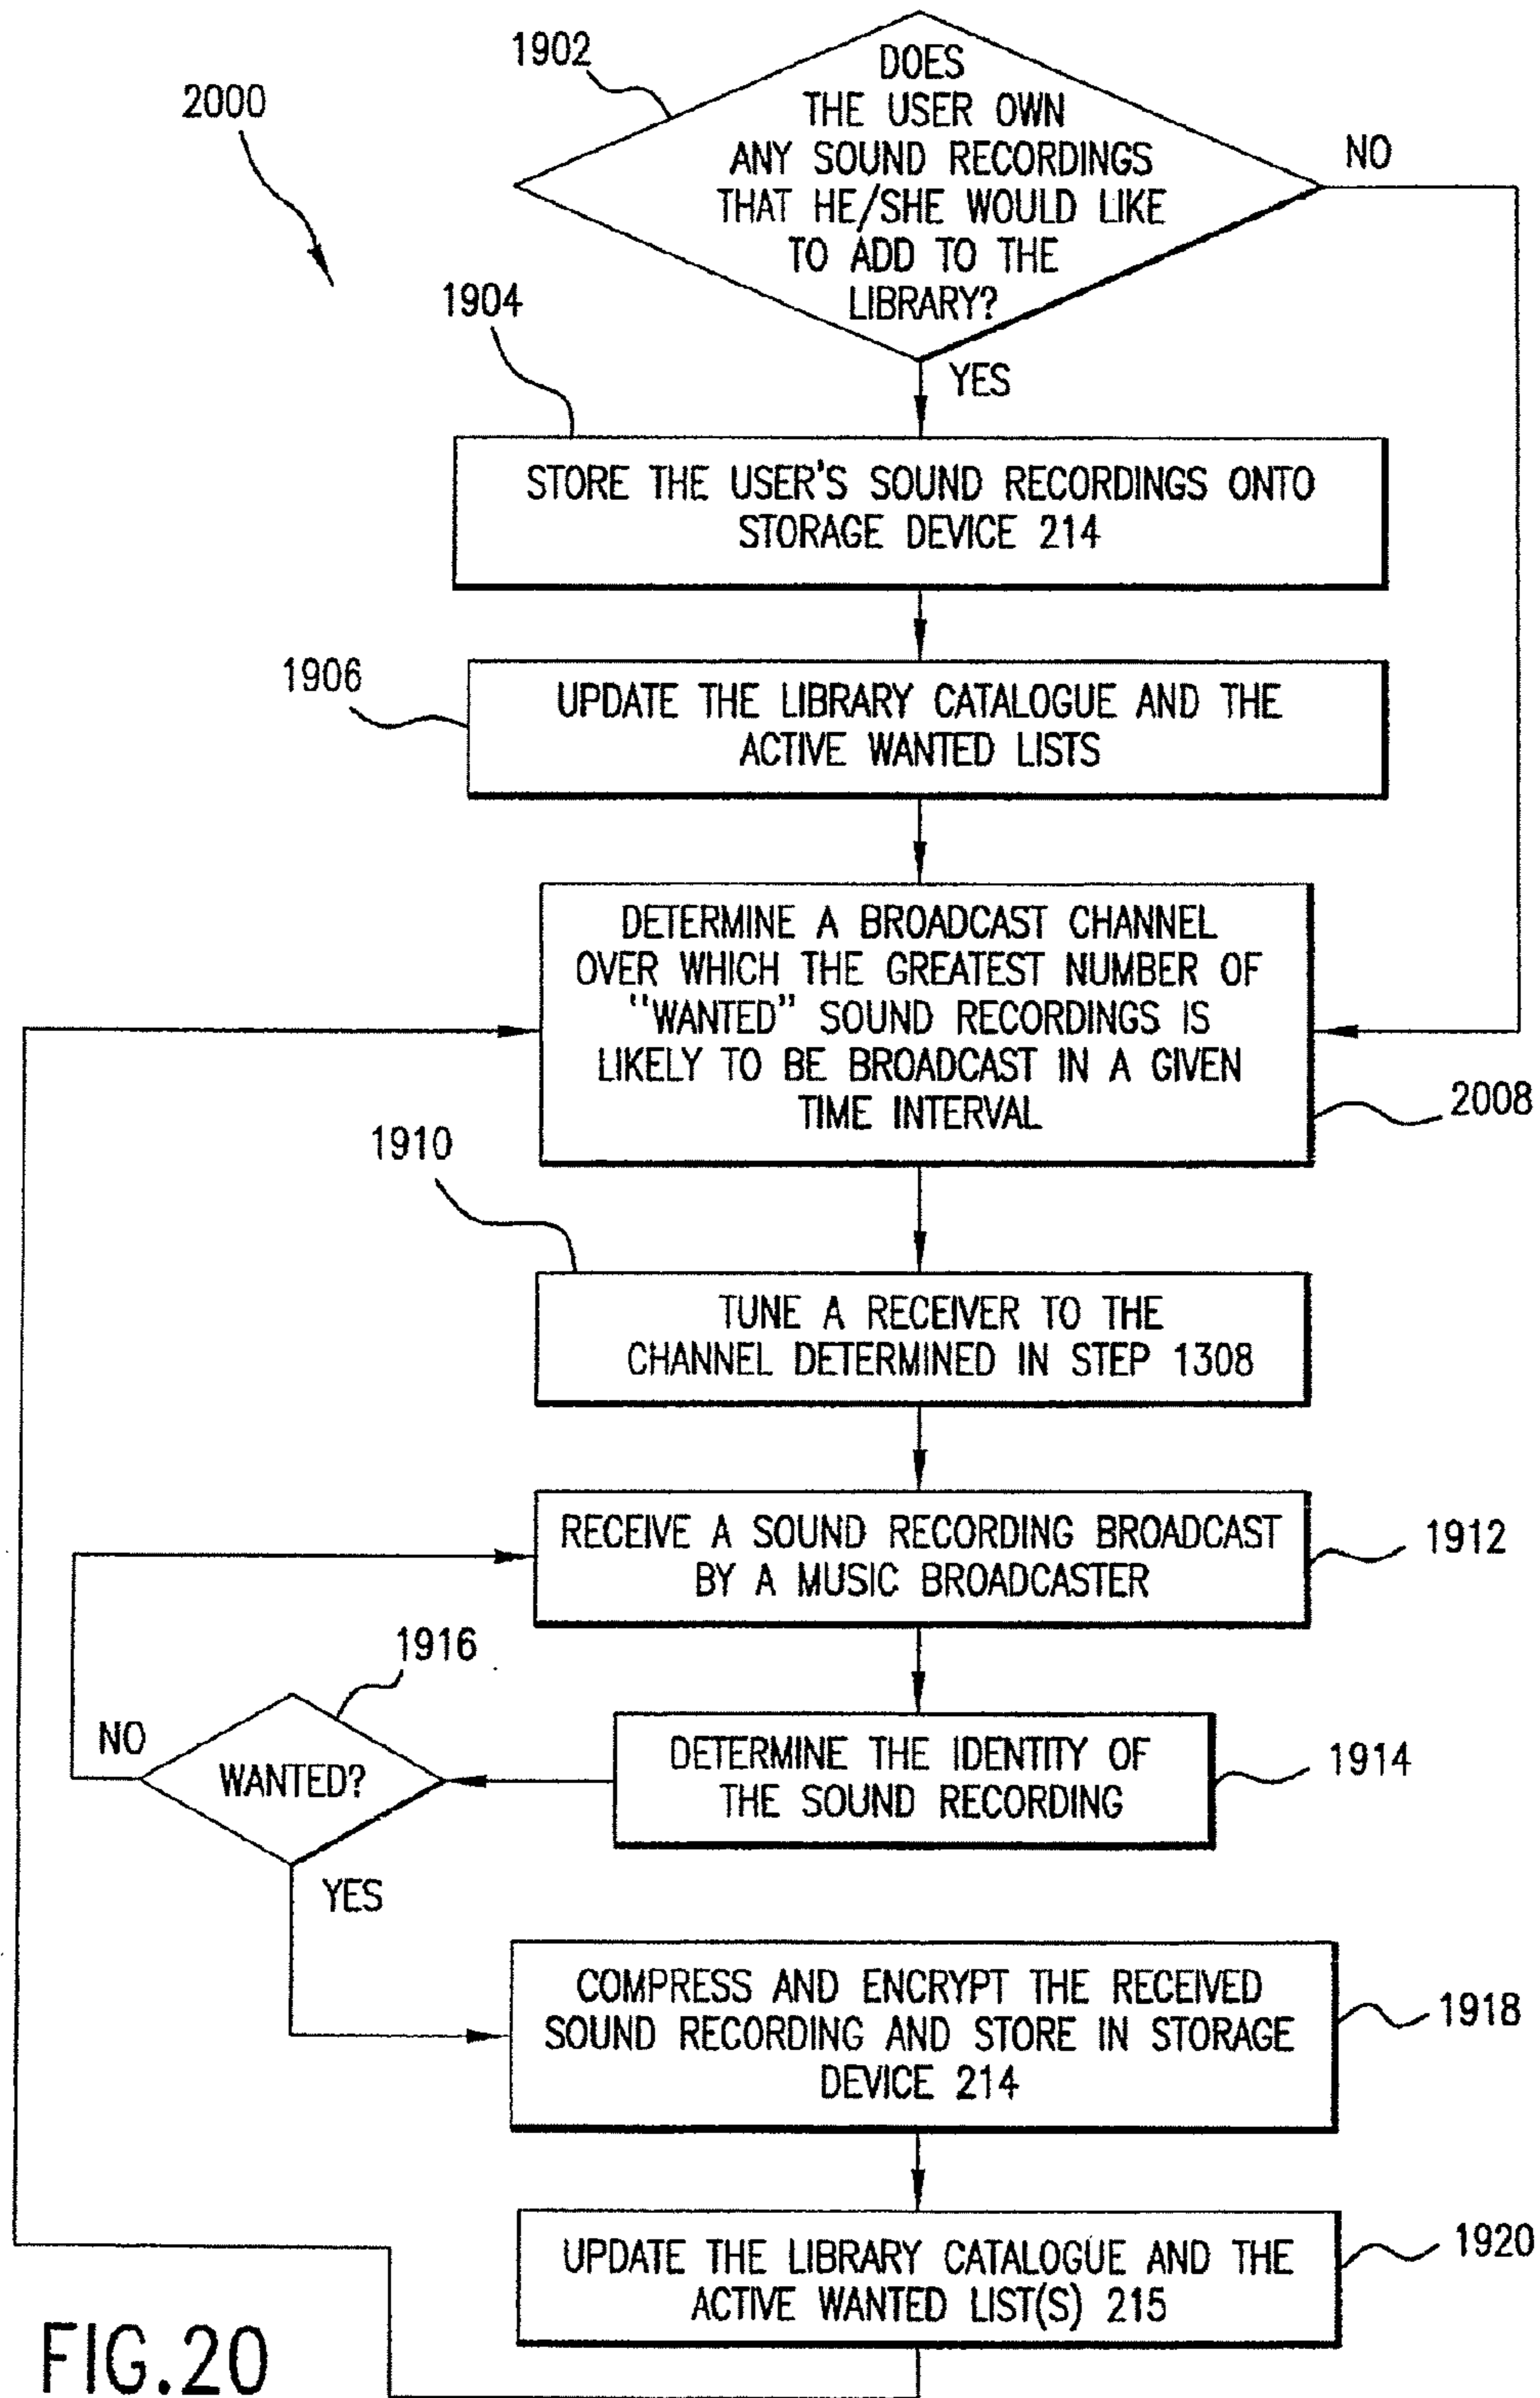 1902
2000
DOES
THE USER OWN
ANY SOUND RECORDINGS
THAT HE/SHE WOULD LIKE
TO ADD TO THE
LIBRARY?
NO
YES
1904
STORE THE USER'S SOUND RECORDINGS ONTO
STORAGE DEVICE 214
1906
UPDATE THE LIBRARY CATALOGUE AND THE
ACTIVE WANTED LISTS
DETERMINE A BROADCAST CHANNEL
OVER WHICH THE GREATEST NUMBER OF
"WANTED" SOUND RECORDINGS IS
LIKELY TO BE BROADCAST IN A GIVEN
TIME INTERVAL
2008
1910
TUNE A RECEIVER TO THE
CHANNEL DETERMINED IN STEP 1308
RECEIVE A SOUND RECORDING BROADCAST
BY A MUSIC BROADCASTER
1912
1916
NO
WANTED?
YES
DETERMINE THE IDENTITY OF
THE SOUND RECORDING
1914
COMPRESS AND ENCRYPT THE RECEIVED
SOUND RECORDING AND STORE IN STORAGE
DEVICE 214
1918
UPDATE THE LIBRARY CATALOGUE AND THE
ACTIVE WANTED LIST(S) 215
1920
FIG.20